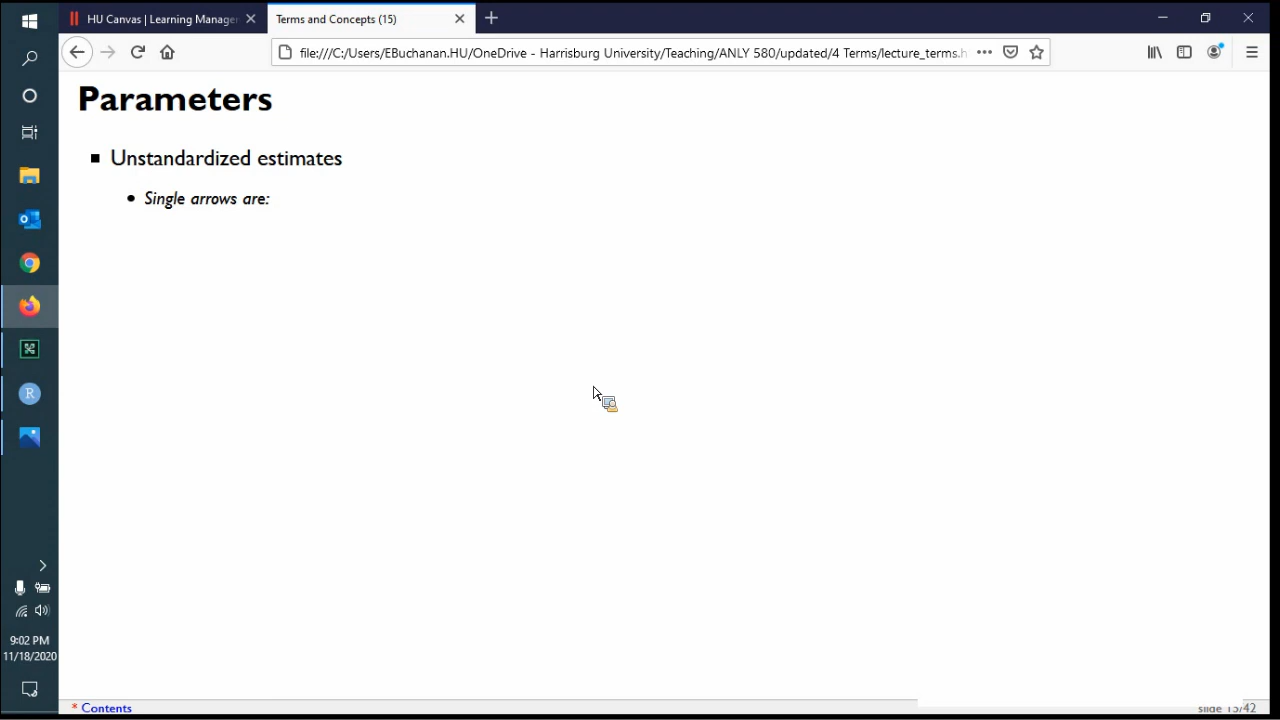 HU Canvas | Learning Manage
Terms and Concepts (15)
file:///C:/Users/EBuchanan.HU/OneDrive - Harrisburg University/Teaching/ANLY 580/updated/4 Terms/lecture_terms.h
Parameters
Unstandardized estimates
Single arrows are:
9:02 PM
11/18/2020
* Contents
slide 15/42